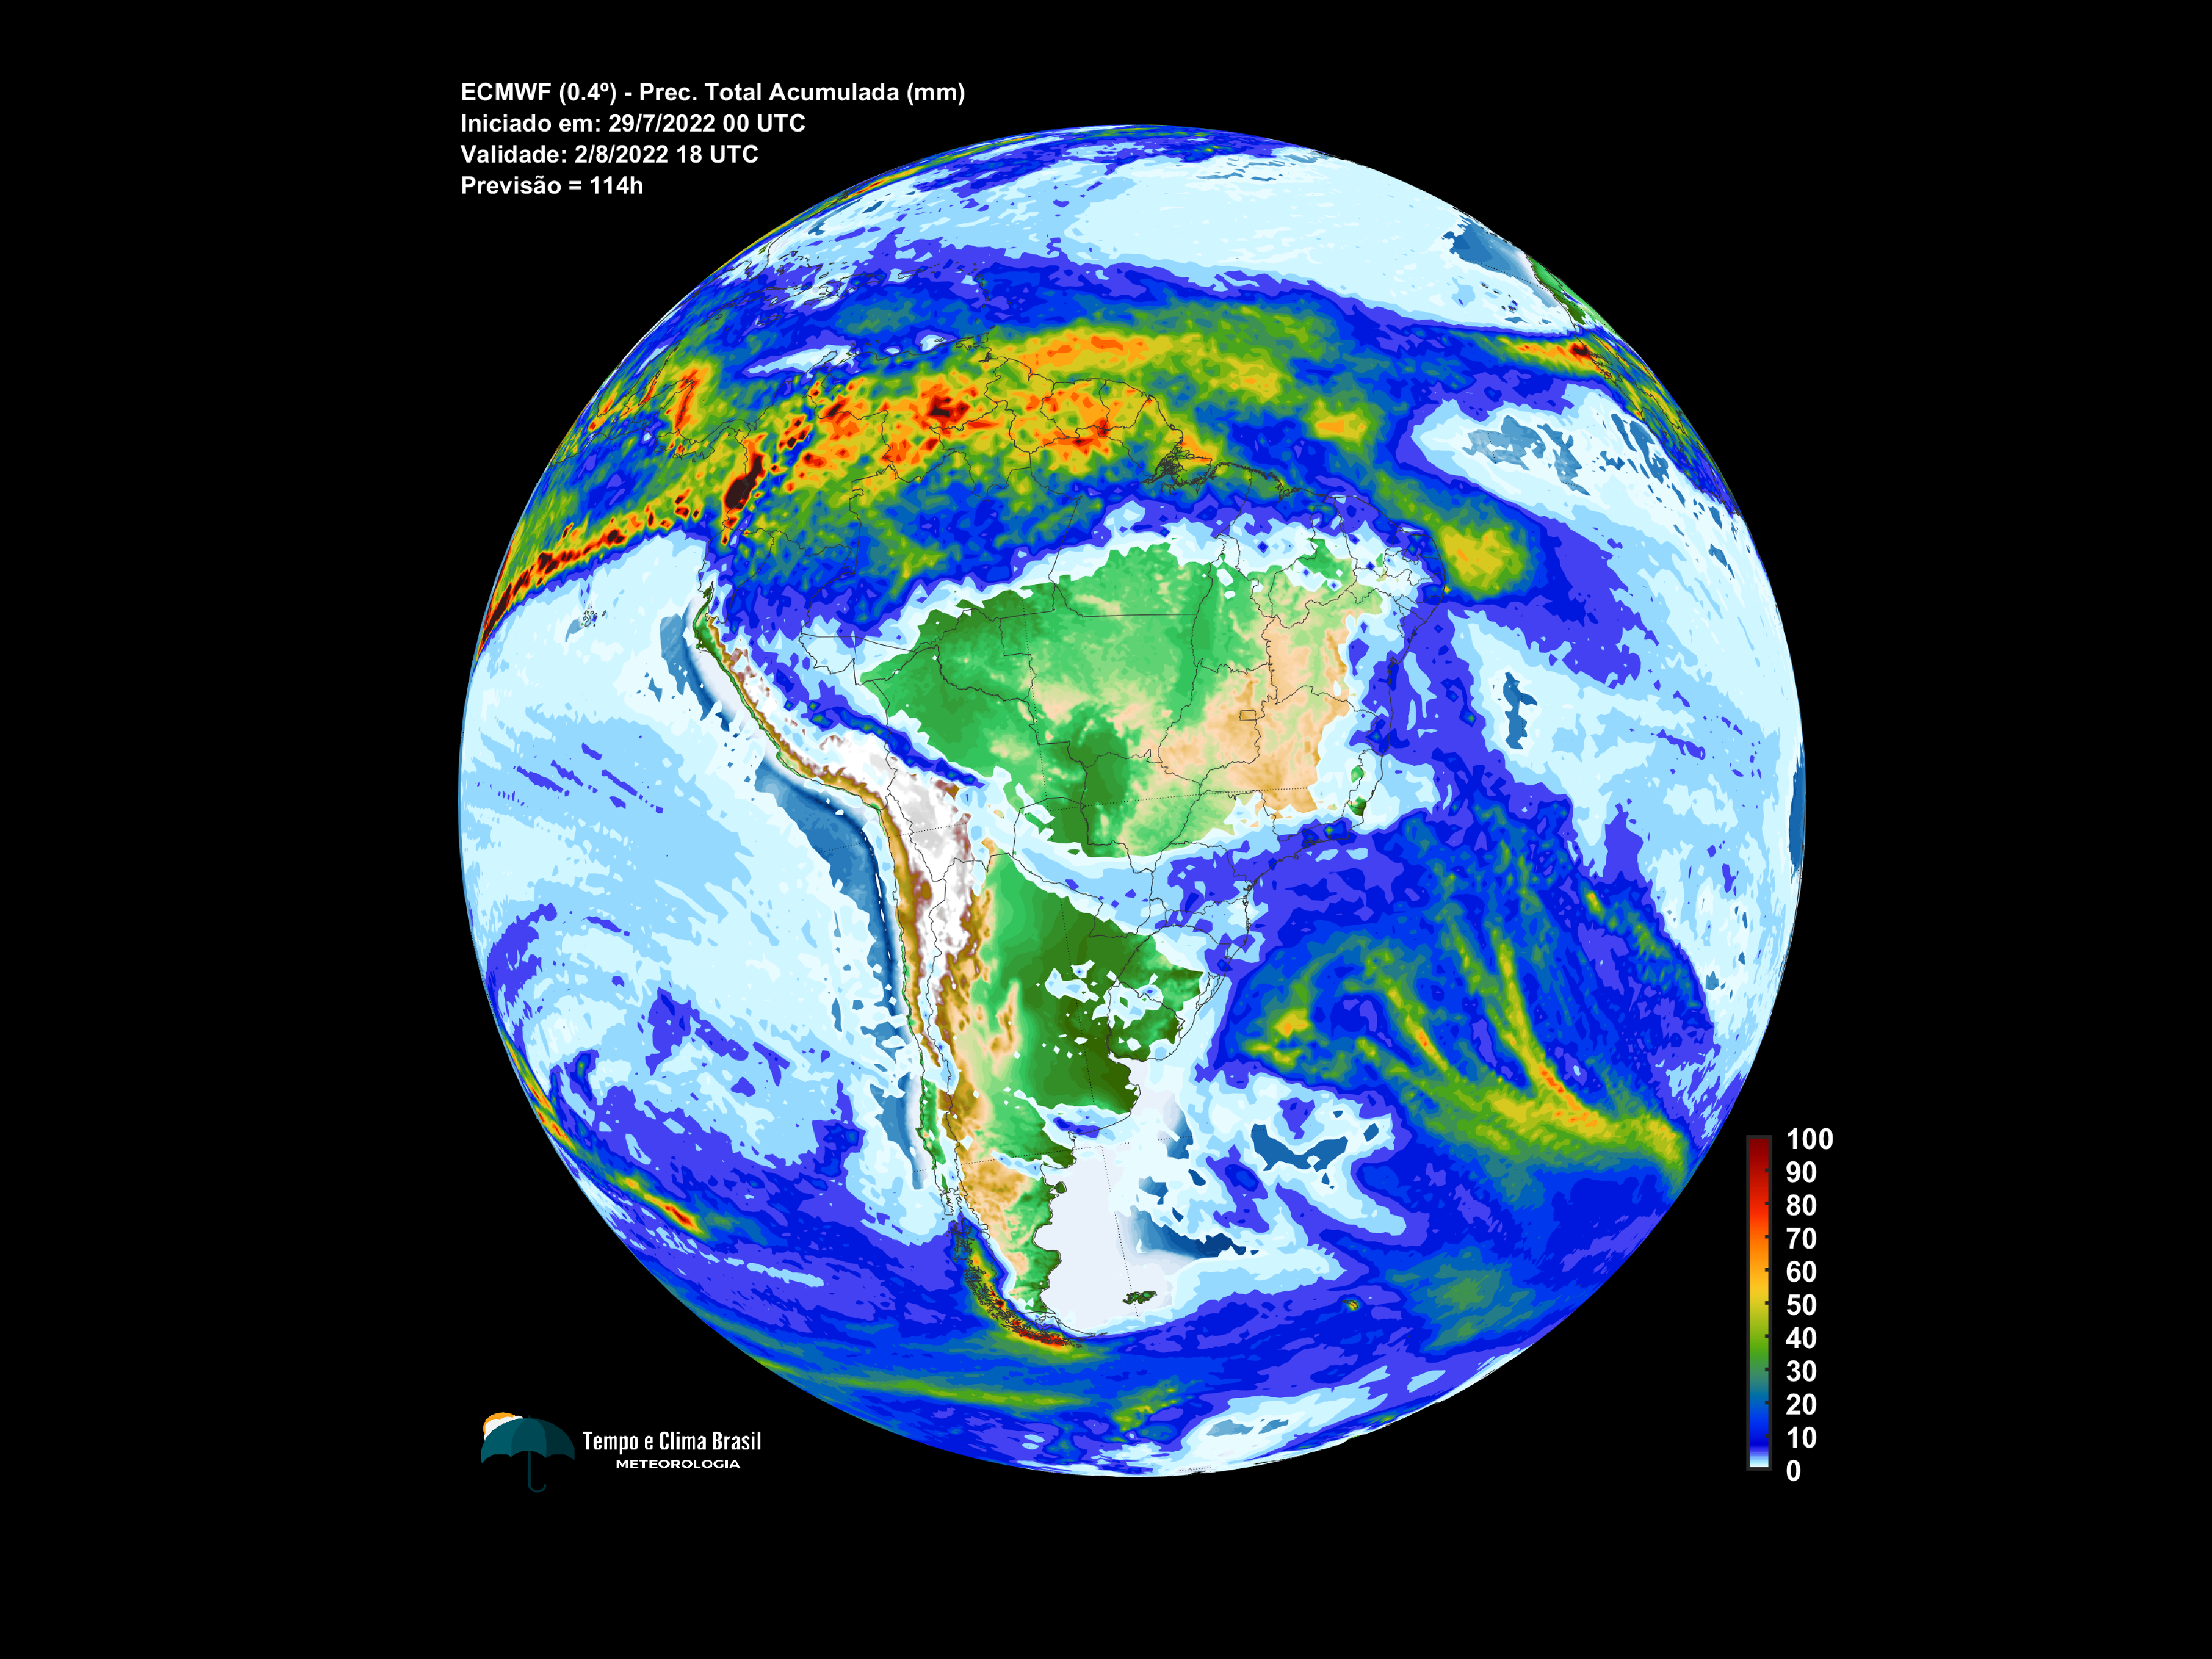 ECMWF (0.4º) - Prec. Total Acumulada (mm)
Iniciado em: 29/7/2022 00 UTC
Validade: 2/8/2022 18 UTC
Previsão = 114h
100
90
80
70
60
50
40
30
20
10
0
Tempo e Clima Brasil
METEOROLOGIA